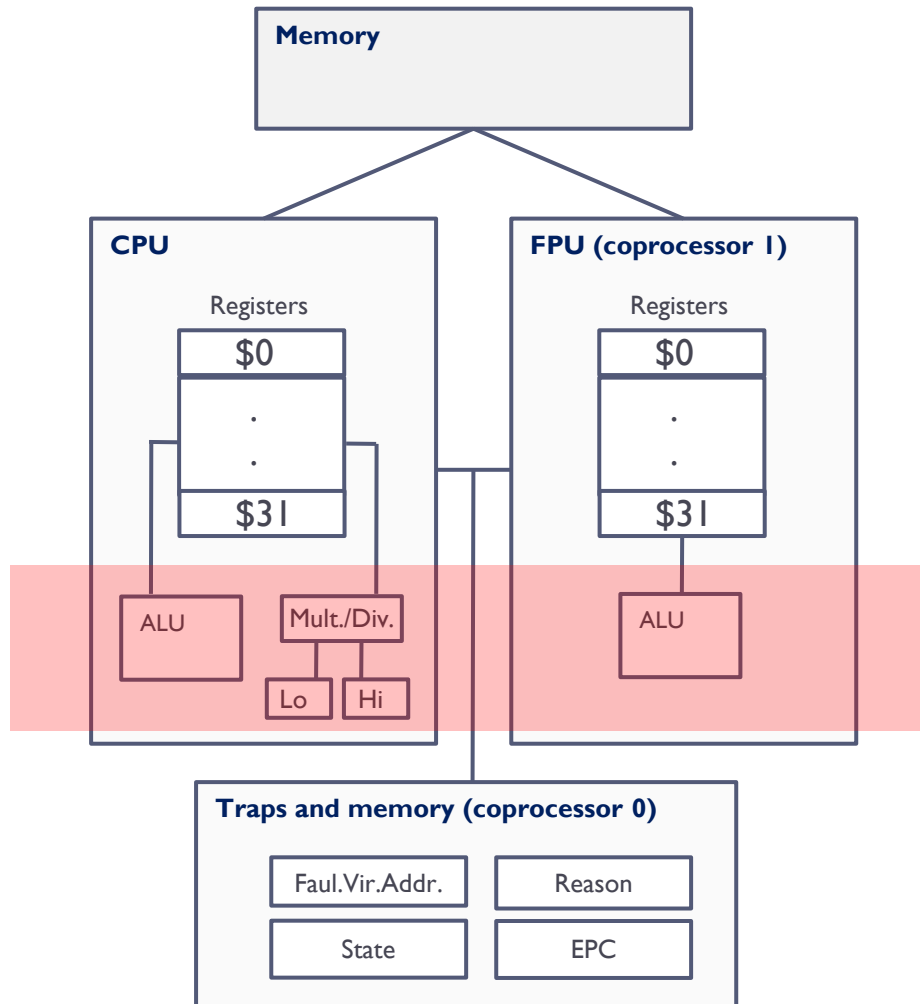 Memory
CPU
FPU (coprocessor 1)
Registers
Registers
$0
$0
.
.
.
.
$31
$31
ALU
Mult./Div.
ALU
Lo
Hi
Traps and memory (coprocessor 0)
Faul.Vir.Addr.
Reason
State
EPC